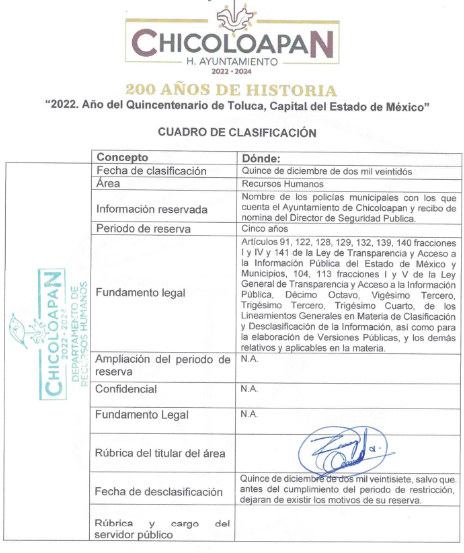 CHICOLOAPAN
H. AYUNTAMIENTO
2022 - 2024
200 AÑOS DE HISTORIA
“2022. Año del Quincentenario de Toluca, Capital del Estado de México”
CUADRO DE CLASIFICACIÓN
Concepto Dónde:
Fecha de clasificación Quince de diciembre de dos mil veintidós
Área Recursos Humanos
Información reservada Nombre de los policías municipales con los que
cuenta el Ayuntamiento de Chicoloapan y recibo de
nomina del Director de Seguridad Publica.
Periodo de reserva Cinco años
Fundamento legal
Artículos 91, 122, 128, 129, 132, 139, 140 fracciones
I y IV y 141 de la Ley de Transparencia y Acceso a
la Información Pública del Estado de México y
Municipios, 104, 113 fracciones I y V de la Ley
General de Transparencia y Acceso a la Información
Pública, Décimo Octavo, Vigésimo Tercero,
Trigésimo Tercero, Trigésimo Cuarto, de los
Lineamientos Generales en Materia de Clasificación
y Desclasificación de la Información, así como para
la elaboración de Versiones Públicas, y los demás
relativos y aplicables en la materia.
Ampliación del periodo de N.A.
reserva
Confidencial N.A.
Fundamento Legal N.A.
Rúbrica del titular del área
Fecha de desclasificación
Quince de diciembre de dos mil veintisiete, salvo que
antes del cumplimiento del periodo de restricción,
dejaran de existir los motivos de su reserva.
Rúbrica y cargo del
servidor público
CHICOLOAPAN
2022 - 2024
DEPARTAMENTO DE
RECURSOS HUMANOS